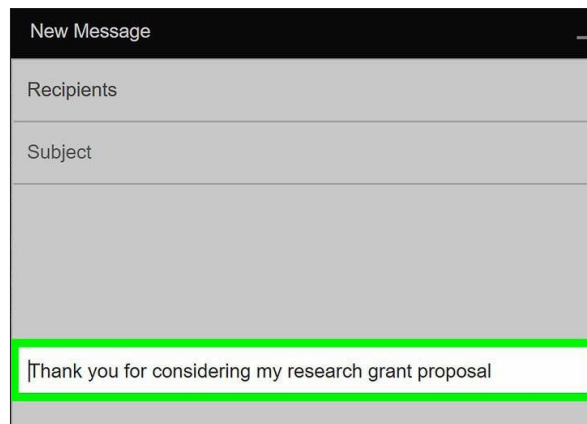 New Message
Recipients
Subject
Thank you for considering my research grant proposal